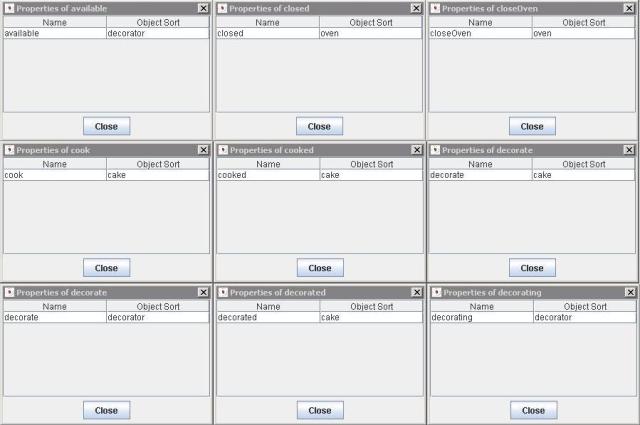 Properties of available
Name Object Sort
available decorator
Close
Properties of closed
Name Object Sort
closed oven
Close
Properties of closeOven
Name Object Sort
closeOven oven
Close
Properties of cook
Name Object Sort
cook cake
Close
Properties of cooked
Name Object Sort
cooked cake
Close
Properties of decorate
Name Object Sort
decorate cake
Close
Properties of decorate
Name Object Sort
decorate decorator
Close
Properties of decorated
Name Object Sort
decorated cake
Close
Properties of decorating
Name Object Sort
decorating decorator
Close